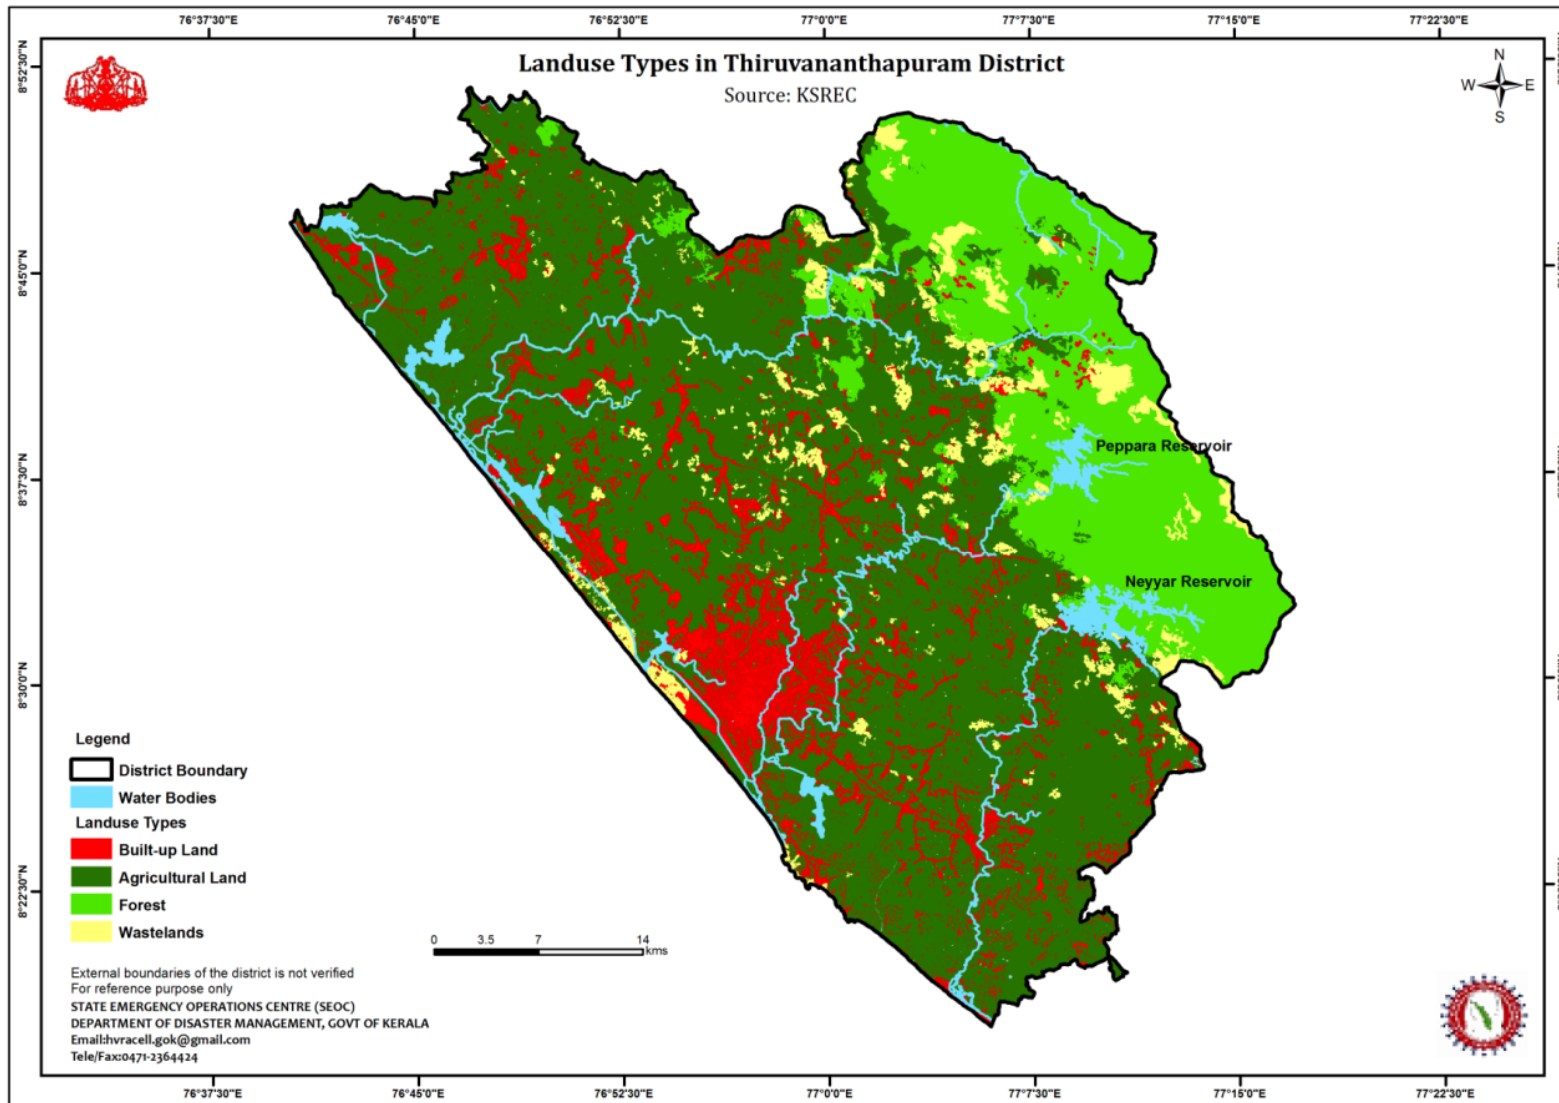 76°37'30"E 76°45'0"E 76°52'30"E 77°0'0"E 77°7'30"E 77°15'0"E 77°22'30"E
Landuse Types in Thiruvananthapuram District
Source: KSREC
N
W E
S
8°52'30"N
8°45'0"N
8°37'30"N
8°30'0"N
8°22'30"N
Peppara Reservoir
Neyyar Reservoir
Legend
District Boundary
Water Bodies
Landuse Types
Built-up Land
Agricultural Land
Forest
Wastelands
0 3.5 7 14
kms
External boundaries of the district is not verified
For reference purpose only
STATE EMERGENCY OPERATIONS CENTRE (SEOC)
DEPARTMENT OF DISASTER MANAGEMENT, GOVT OF KERALA
Email:hvracell.gok@gmail.com
Tele/Fax:0471-2364424
76°37'30"E 76°45'0"E 76°52'30"E 77°0'0"E 77°7'30"E 77°15'0"E 77°22'30"E